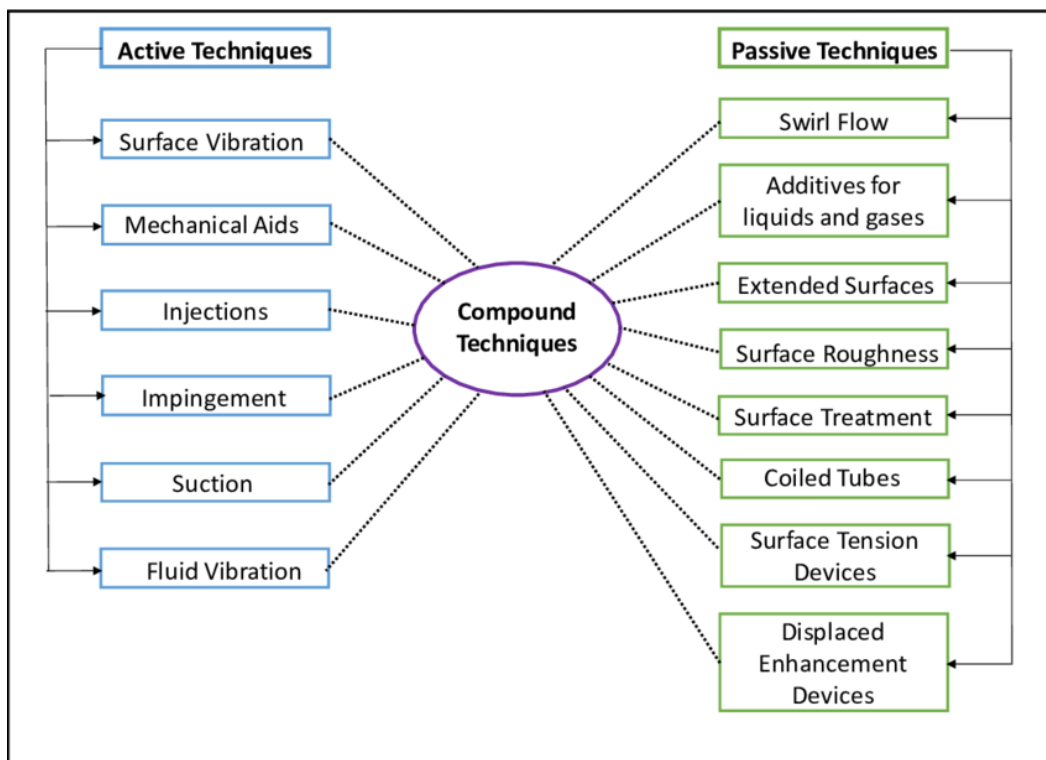 Active Techniques
Surface Vibration
Mechanical Aids
Injections
Impingement
Suction
Fluid Vibration
Compound
Techniques
Passive Techniques
Swirl Flow
Additives for
liquids and gases
Extended Surfaces
Surface Roughness
Surface Treatment
Coiled Tubes
Surface Tension
Devices
Displaced
Enhancement
Devices